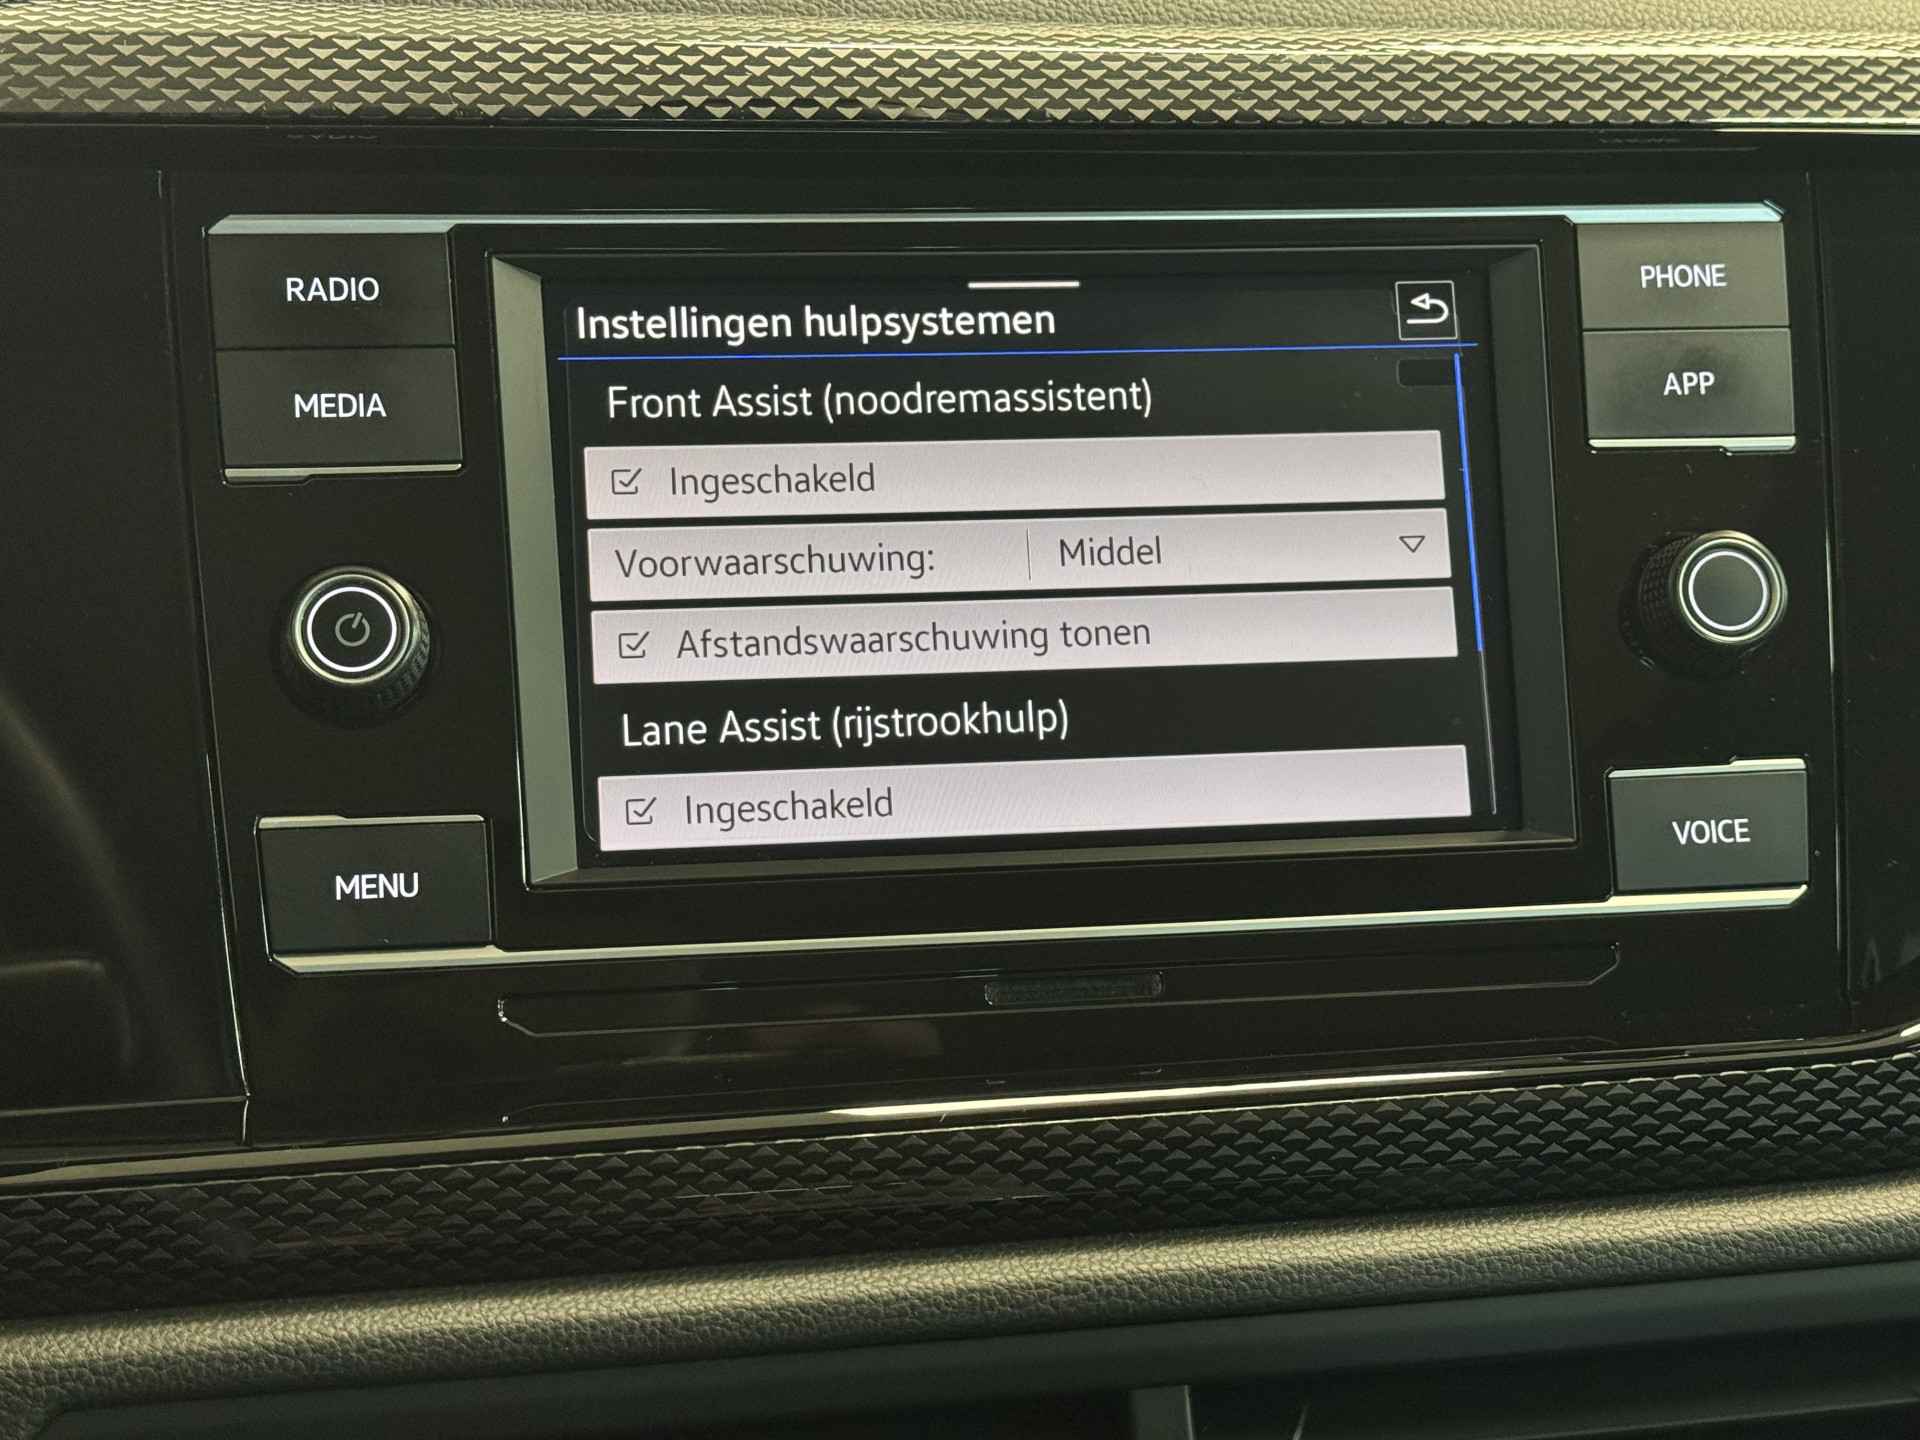 RADIO
MEDIA
MENU
Instellingen hulpsystemen
Front Assist (noodremassistent)
Ingeschakeld
Voorwaarschuwing: Middel
Afstandswaarschuwing tonen
Lane Assist (rijstrookhulp)
Ingeschakeld
PHONE
APP
VOICE